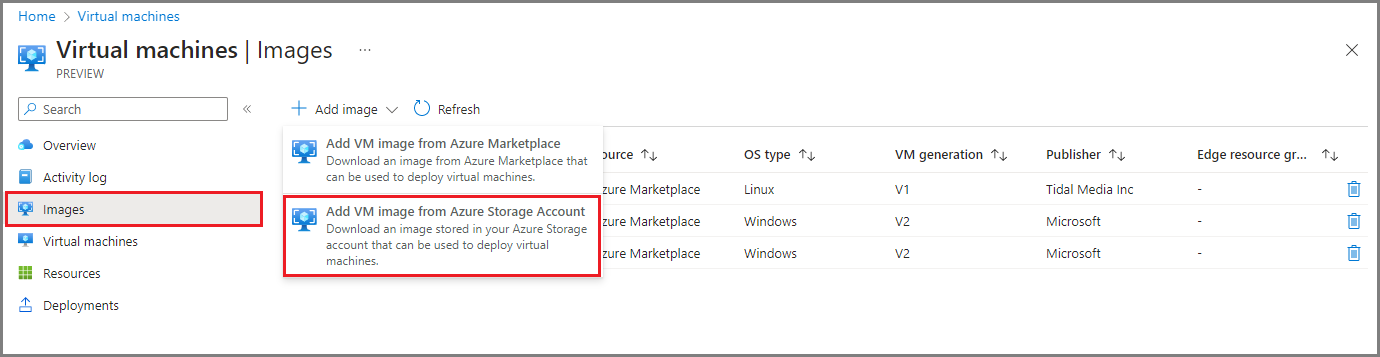 Home > Virtual machines
Virtual machines | Images ...
PREVIEW
Search «
+ Add image Refresh
Overview
Activity log
Images
Virtual machines
Resources
Deployments
Add VM image from Azure Marketplace
Download an image from Azure Marketplace that
can be used to deploy virtual machines.
Add VM image from Azure Storage Account
Download an image stored in your Azure Storage
account that can be used to deploy virtual
machines.
ource ↑↓ OS type ↑↓ VM generation ↑↓ Publisher ↑↓ Edge resource gr... ↑↓
zure Marketplace Linux V1 Tidal Media Inc -
zure Marketplace Windows V2 Microsoft -
zure Marketplace Windows V2 Microsoft -